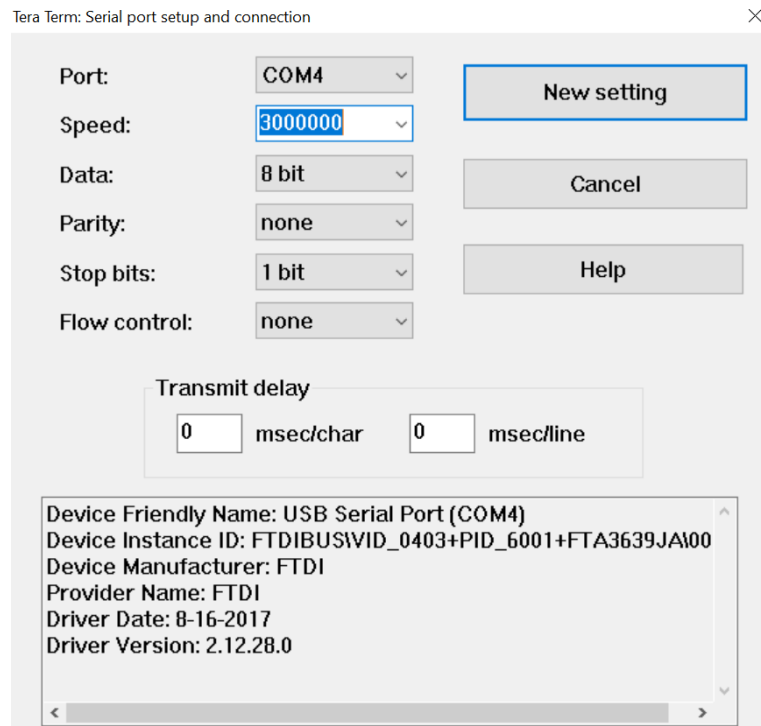 Tera Term: Serial port setup and connection
Port: COM4 New setting
Speed: 3000000
Data: 8 bit Cancel
Parity: none
Stop bits: 1 bit Help
Flow control: none
Transmit delay
0 msec/char 0 msec/line
Device Friendly Name: USB Serial Port (COM4)
Device Instance ID: FTDIBUS\VID_0403+PID_6001+FTA3639JA\00
Device Manufacturer: FTDI
Provider Name: FTDI
Driver Date: 8-16-2017
Driver Version: 2.12.28.0